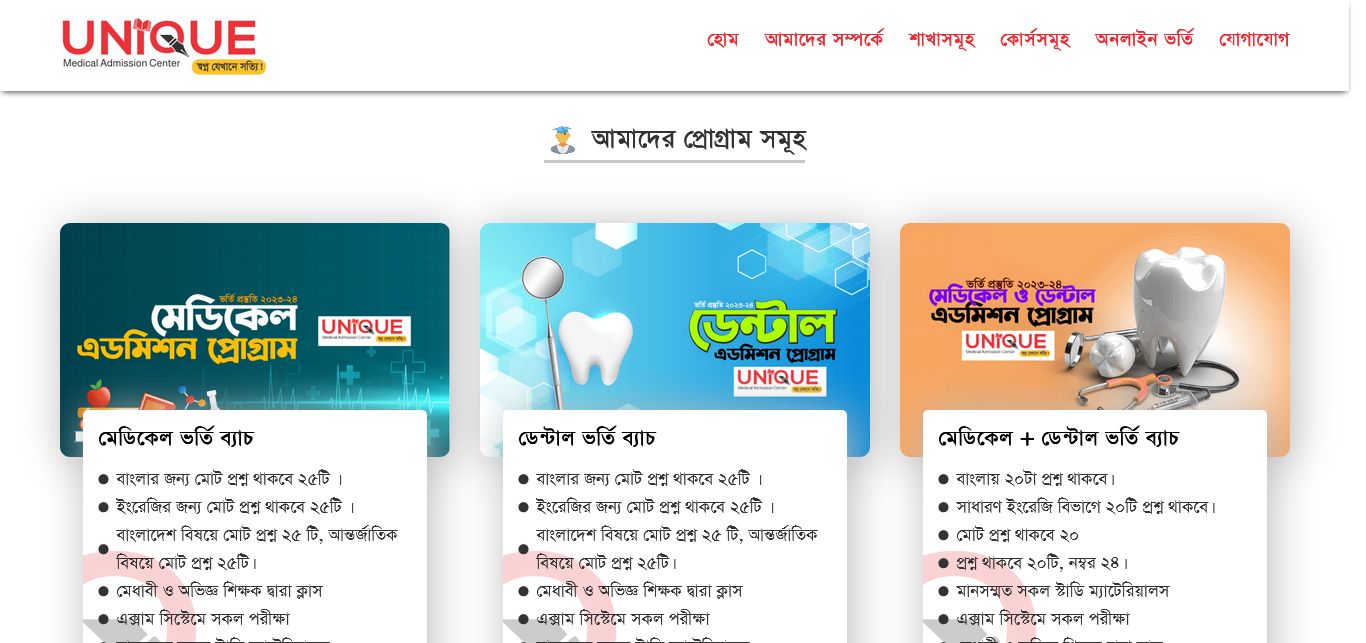 UNIQUE
Medical Admission Center
স্বপ্ন যেখানে সত্যি !
হোম আমাদের সম্পর্কে শাখাসমূহ কোর্সসমূহ অনলাইন ভর্তি যোগাযোগ
আমাদের প্রোগ্রাম সমূহ
ভর্তি প্রস্তুতি ২০২৩-২৪
মেডিকেল
এডমিশন প্রোগ্রাম
UNIQUE
Medical Admission Center
মেডিকেল ভর্তি ব্যাচ
বাংলার জন্য মোট প্রশ্ন থাকবে ২৫টি ।
ইংরেজির জন্য মোট প্রশ্ন থাকবে ২৫টি ।
বাংলাদেশ বিষয়ে মোট প্রশ্ন ২৫ টি, আন্তর্জাতিক
বিষয়ে মোট প্রশ্ন ২৫টি।
মেধাবী ও অভিজ্ঞ শিক্ষক দ্বারা ক্লাস
এক্সাম সিস্টেমে সকল পরীক্ষা
ভর্তি প্রস্তুতি ২০২৩-২৪
ডেন্টাল
এডমিশন প্রোগ্রাম
UNIQUE
Medical Admission Center
ডেন্টাল ভর্তি ব্যাচ
বাংলার জন্য মোট প্রশ্ন থাকবে ২৫টি ।
ইংরেজির জন্য মোট প্রশ্ন থাকবে ২৫টি ।
বাংলাদেশ বিষয়ে মোট প্রশ্ন ২৫ টি, আন্তর্জাতিক
বিষয়ে মোট প্রশ্ন ২৫টি।
মেধাবী ও অভিজ্ঞ শিক্ষক দ্বারা ক্লাস
এক্সাম সিস্টেমে সকল পরীক্ষা
ভর্তি প্রস্তুতি ২০২৩-২৪
মেডিকেল ও ডেন্টাল
এডমিশন প্রোগ্রাম
UNIQUE
Medical Admission Center
মেডিকেল + ডেন্টাল ভর্তি ব্যাচ
বাংলায় ২০টা প্রশ্ন থাকবে।
সাধারণ ইংরেজি বিভাগে ২০টি প্রশ্ন থাকবে।
মোট প্রশ্ন থাকবে ২০
প্রশ্ন থাকবে ২০টি, নম্বর ২৪।
মানসম্মত সকল স্টাডি ম্যাটেরিয়ালস
এক্সাম সিস্টেমে সকল পরীক্ষা